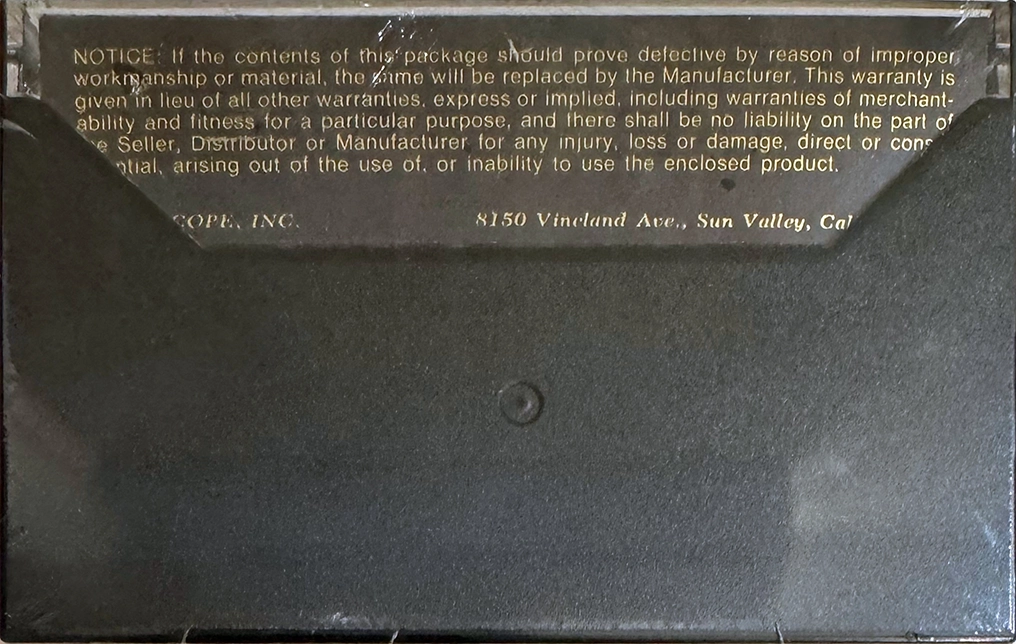 NOTICE: If the contents of this package should prove defective by reason of improper
workmanship or material, the same will be replaced by the Manufacturer. This warranty is
given in lieu of all other warranties, express or implied, including warranties of merchant-
ability and fitness for a particular purpose, and there shall be no liability on the part of
e Seller, Distributor or Manufacturer for any injury, loss or damage, direct or cons
ntial, arising out of the use of, or inability to use the enclosed product.
COPE, INC. 8150 Vineland Ave., Sun Valley, Cal